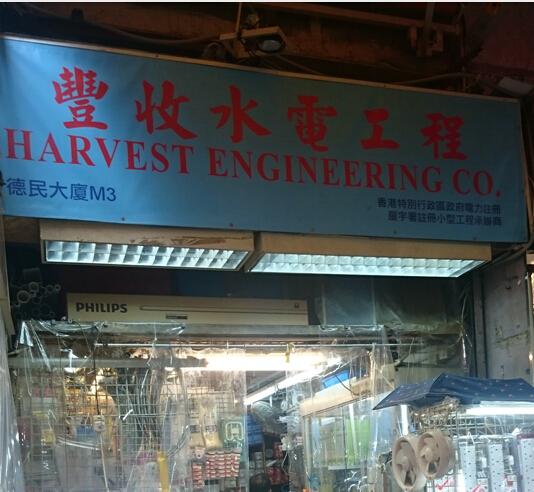 豐收水電工程
HARVEST ENGINEERING CO.
德民大廈M3
香港特別行政區政府電力註冊
屋宇署註冊小型工程承辦商
PHILIPS